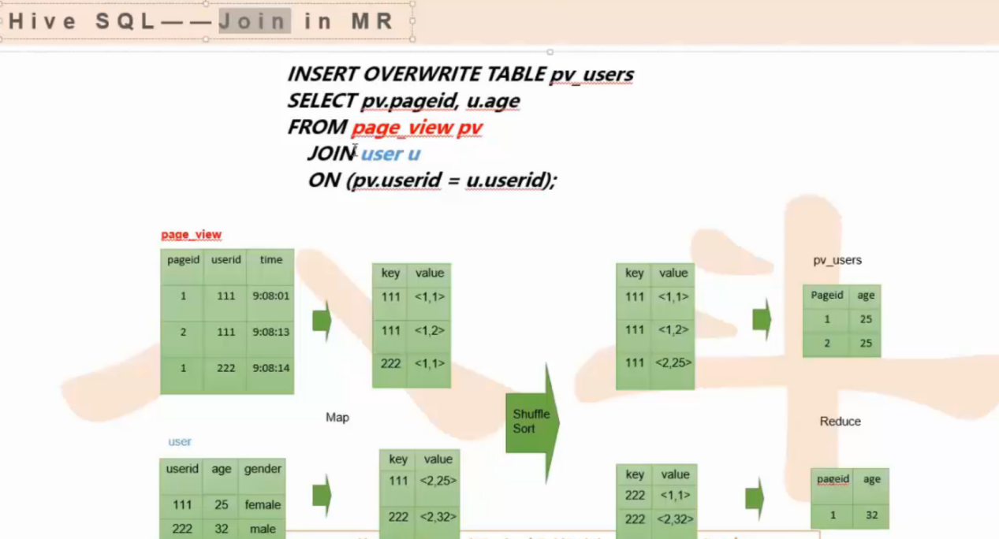 Hive SQL——Join in MR
INSERT OVERWRITE TABLE pv_users
SELECT pv.pageid, u.age
FROM page_view pv
JOIN user u
ON (pv.userid = u.userid);
page_view
pageid userid time
1 111 9:08:01
2 111 9:08:13
1 222 9:08:14
key value
111 <1,1>
111 <1,2>
222 <1,1>
key value
111 <1,1>
111 <1,2>
111 <2,25>
pv_users
Pageid age
1 25
2 25
Map
Shuffle
Sort
Reduce
user
userid age gender
111 25 female
222 32 male
key value
111 <2,25>
222 <2,32>
key value
222 <1,1>
222 <2,32>
pageid age
1 32